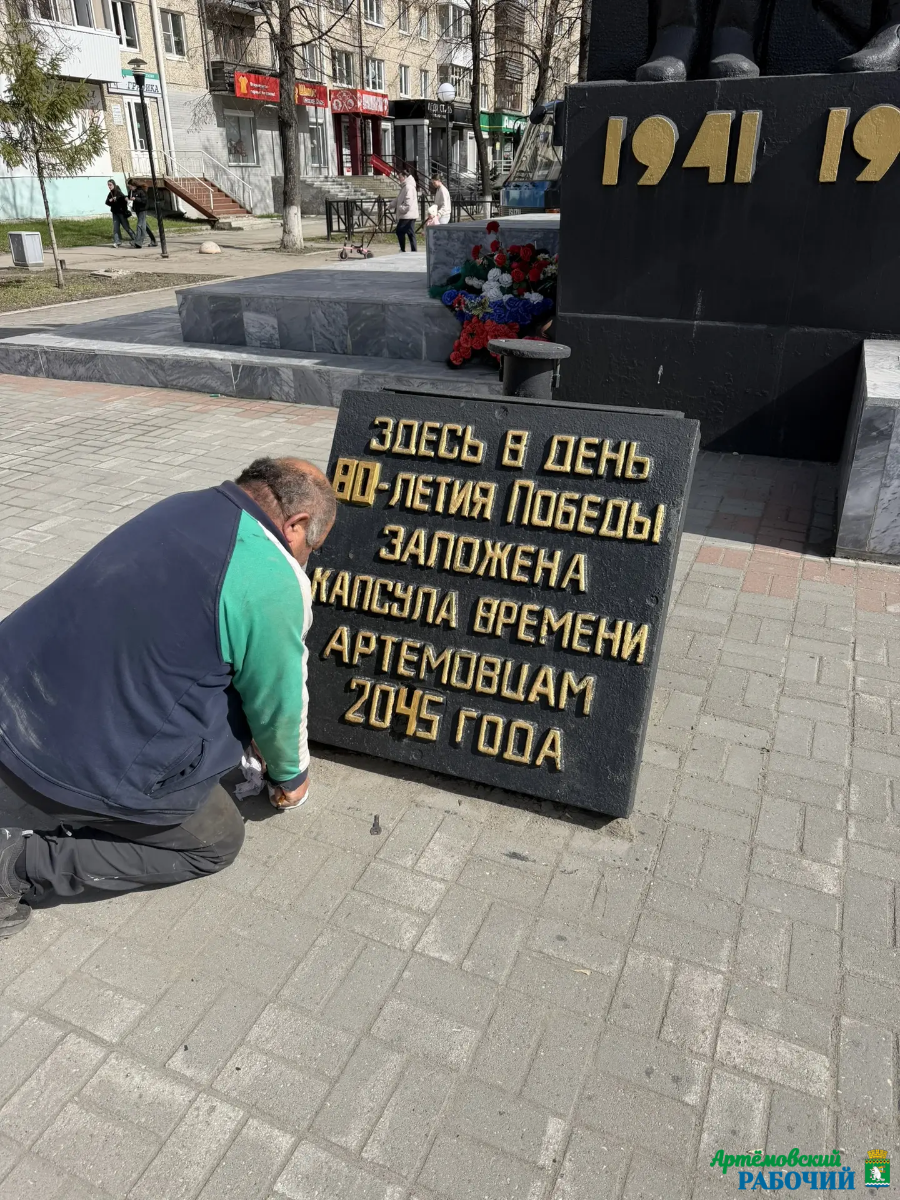 1941 19
ЗДЕСЬ В ДЕНЬ
80-ЛЕТИЯ ПОБЕДЫ
ЗАЛОЖЕНА
КАПСУЛА ВРЕМЕНИ
АРТЕМОВЦАМ
2045 ГОДА
Артёмовский
РАБОЧИЙ